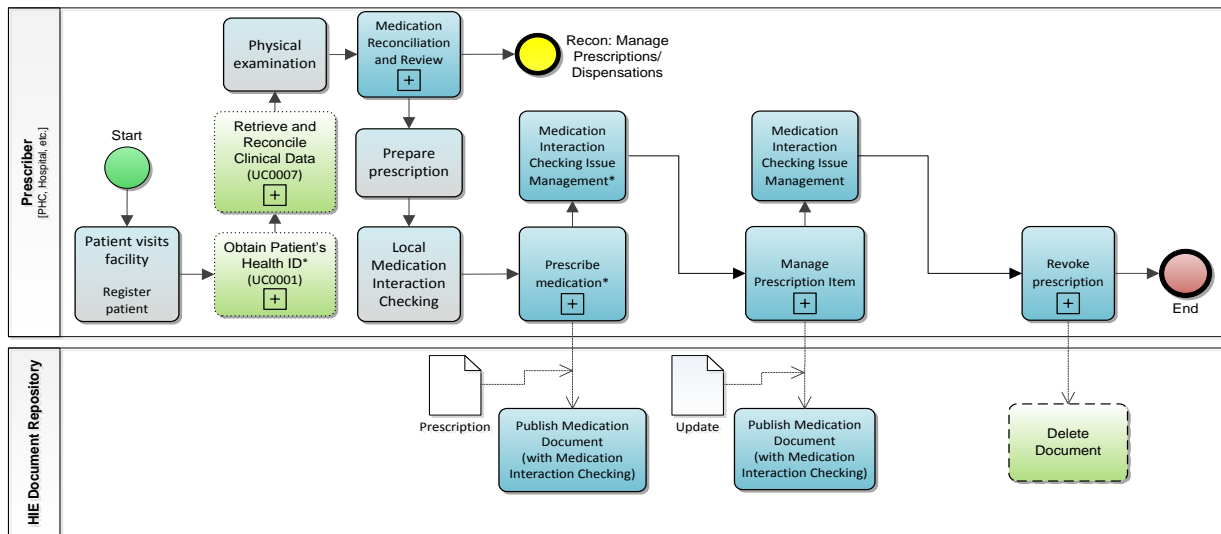 Prescriber
[PHC, Hospital, etc.]
Start
Patient visits
facility
Register
patient
Obtain Patient's
Health ID*
(UC0001)
Retrieve and
Reconcile
Clinical Data
(UC0007)
Physical
examination
Medication
Reconciliation
and Review
Recon: Manage
Prescriptions/
Dispensations
Prepare
prescription
Local
Medication
Interaction
Checking
Medication
Interaction
Checking Issue
Management*
Prescribe
medication*
Medication
Interaction
Checking Issue
Management
Manage
Prescription Item
Revoke
prescription
End
HIE Document Repository
Prescription
Publish Medication
Document
(with Medication
Interaction Checking)
Update
Publish Medication
Document
(with Medication
Interaction Checking)
Delete
Document